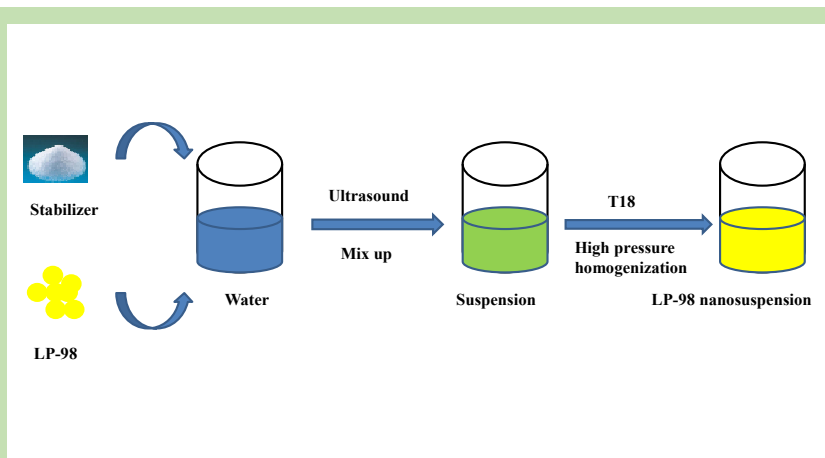 Stabilizer
LP-98
Water
Ultrasound
Mix up
Suspension
T18
High pressure
homogenization
LP-98 nanosuspension